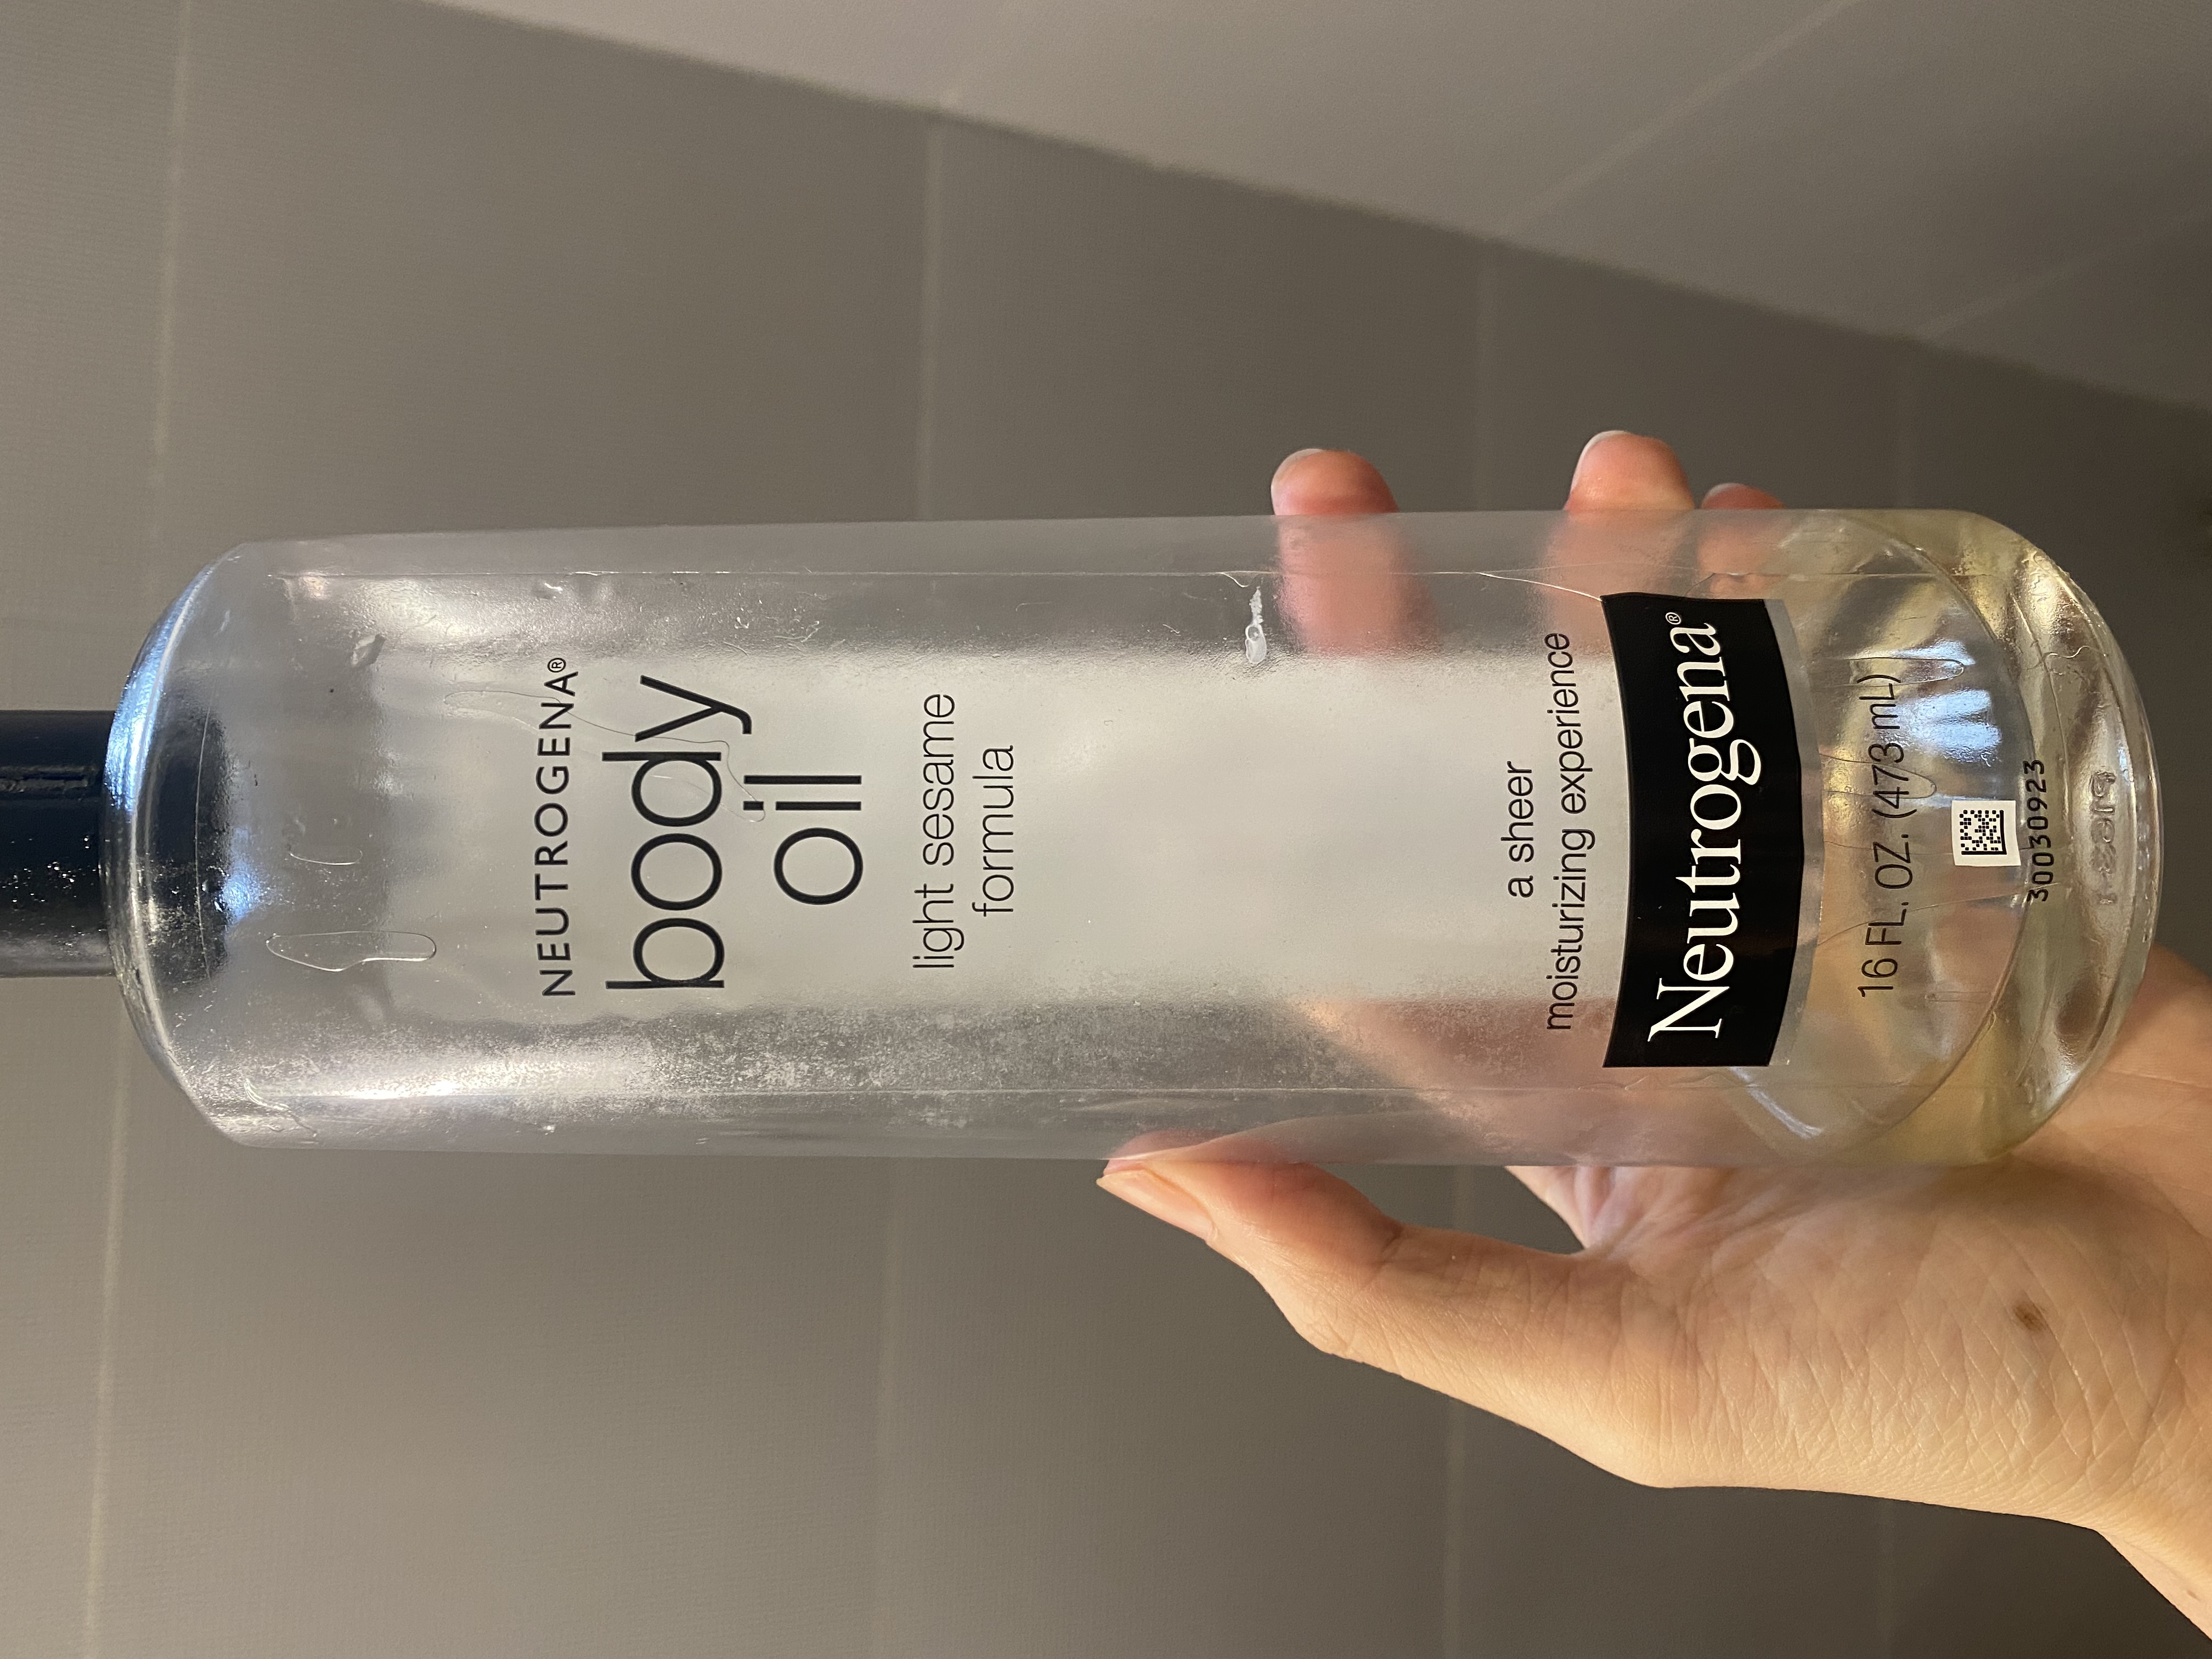 NEUTROGENA®
body
oil
light sesame
formula
a sheer
moisturizing experience
Neutrogena®
16 FL. OZ. (473 mL)
30030923